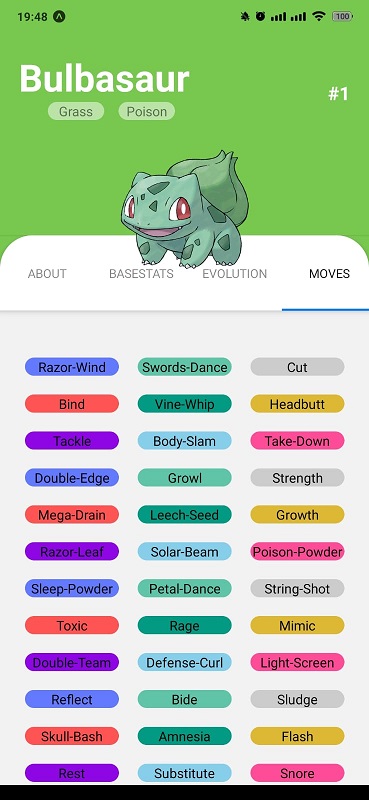 19:48 100
Bulbasaur
#1
Grass Poison
ABOUT BASESTATS EVOLUTION MOVES
Razor-Wind Swords-Dance Cut
Bind Vine-Whip Headbutt
Tackle Body-Slam Take-Down
Double-Edge Growl Strength
Mega-Drain Leech-Seed Growth
Razor-Leaf Solar-Beam Poison-Powder
Sleep-Powder Petal-Dance String-Shot
Toxic Rage Mimic
Double-Team Defense-Curl Light-Screen
Reflect Bide Sludge
Skull-Bash Amnesia Flash
Rest Substitute Snore